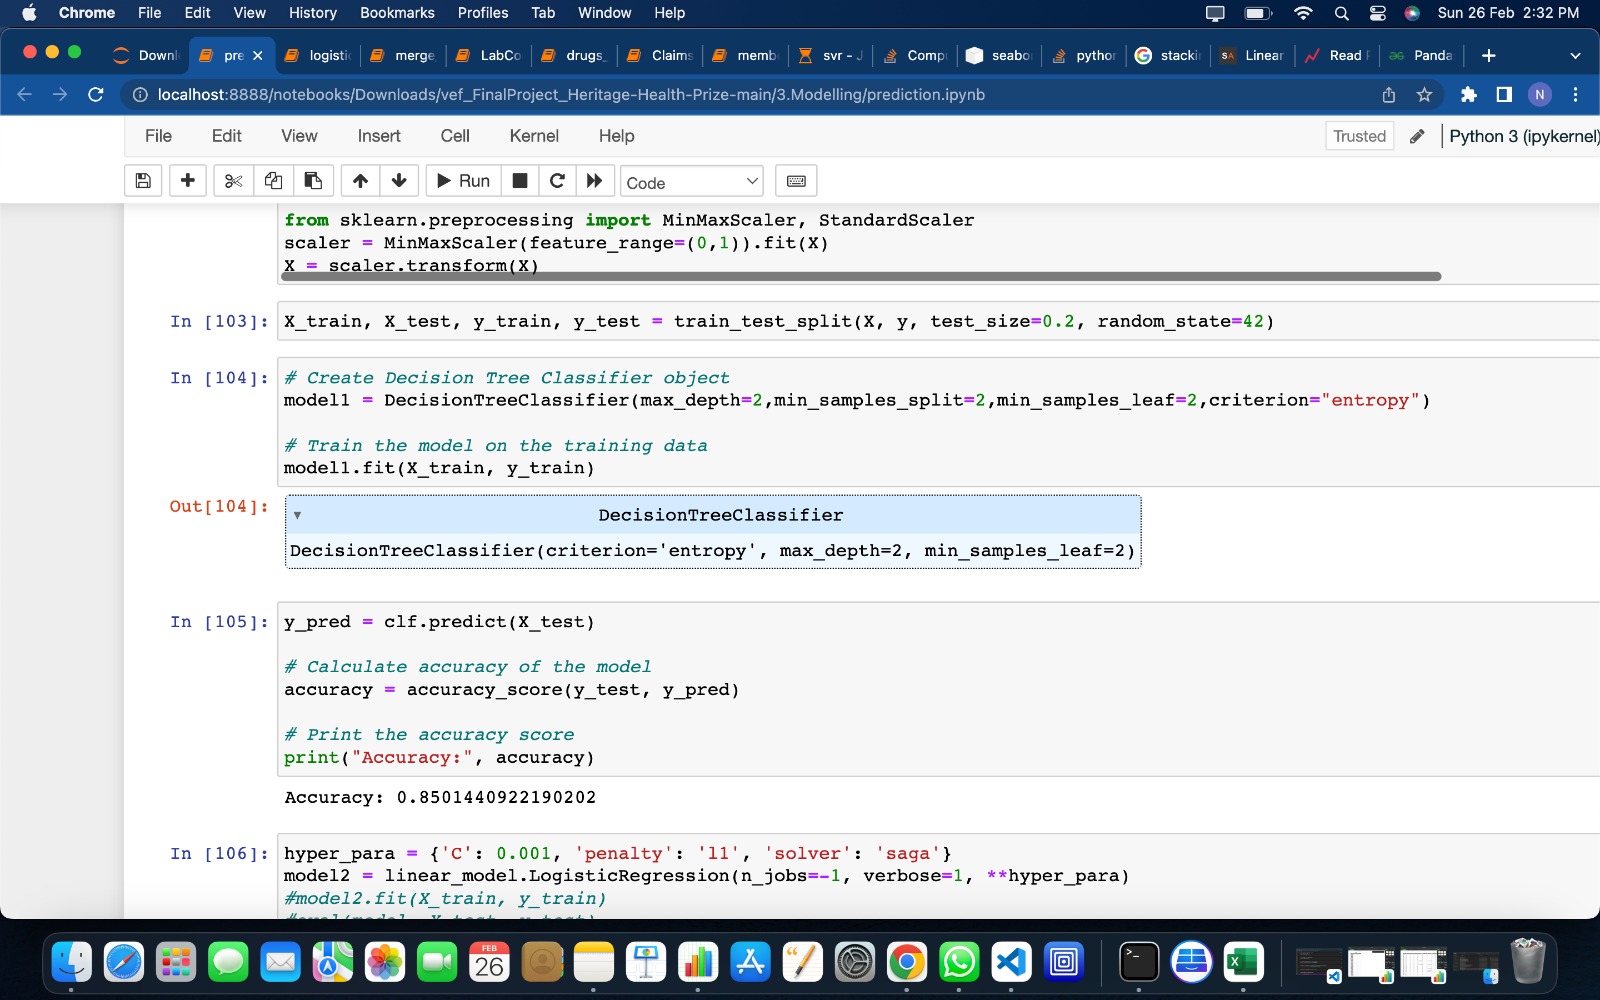 Chrome File Edit View History Bookmarks Profiles Tab Window Help Sun 26 Feb 2:32 PM
Downl pre logistic merge LabCo drugs_ Claims memb svr - J Comp seabo python stacki SA Linear Read Panda
localhost:8888/notebooks/Downloads/vef_FinalProject_Heritage-Health-Prize-main/3.Modelling/prediction.ipynb N
File Edit View Insert Cell Kernel Help Trusted Python 3 (ipykernel)
Run Code
from sklearn.preprocessing import MinMaxScaler, StandardScaler
scaler = MinMaxScaler(feature_range=(0,1)).fit(X)
X = scaler.transform(X)
In [103]: X_train, X_test, y_train, y_test = train_test_split(X, y, test_size=0.2, random_state=42)
In [104]: # Create Decision Tree Classifier object
model1 = DecisionTreeClassifier(max_depth=2,min_samples_split=2,min_samples_leaf=2,criterion="entropy")
# Train the model on the training data
model1.fit(X_train, y_train)
Out[104]: DecisionTreeClassifier
DecisionTreeClassifier(criterion='entropy', max_depth=2, min_samples_leaf=2)
In [105]: y_pred = clf.predict(X_test)
# Calculate accuracy of the model
accuracy = accuracy_score(y_test, y_pred)
# Print the accuracy score
print("Accuracy:", accuracy)
Accuracy: 0.8501440922190202
In [106]: hyper_para = {'C': 0.001, 'penalty': 'l1', 'solver': 'saga'}
model2 = linear_model.LogisticRegression(n_jobs=-1, verbose=1, **hyper_para)
#model2.fit(X_train, y_train)
FEB
26